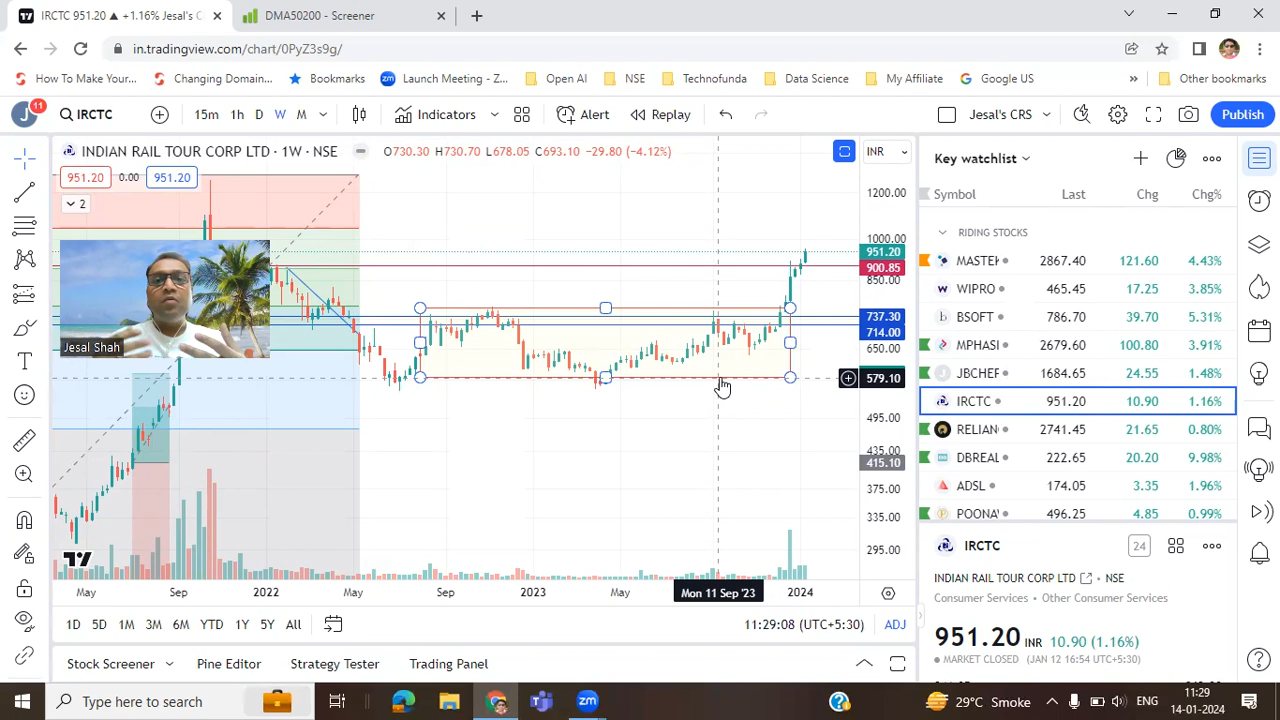 IRCTC 951.20 ▲ +1.16% Jesal's C
DMA50200 - Screener
in.tradingview.com/chart/0PyZ3s9g/
How To Make Your...
Changing Domain...
Bookmarks
Launch Meeting - Z...
Open AI
NSE
Technofunda
Data Science
My Affiliate
Google US
»
Other bookmarks
J
11
IRCTC
15m
1h
D
W
M
Indicators
Alert
Replay
Jesal's CRS
Publish
INDIAN RAIL TOUR CORP LTD · 1W · NSE
O730.30 H730.70 L678.05 C693.10 −29.80 (−4.12%)
INR
951.20
0.00
951.20
2
Jesal Shah
1200.00
1000.00
951.20
900.85
850.00
737.30
714.00
650.00
579.10
495.00
435.00
415.10
375.00
335.00
295.00
May
Sep
2022
May
Sep
2023
May
Mon 11 Sep '23
2024
1D
5D
1M
3M
6M
YTD
1Y
5Y
All
11:29:08 (UTC+5:30)
ADJ
Stock Screener
Pine Editor
Strategy Tester
Trading Panel
Key watchlist
Symbol Last Chg Chg%
RIDING STOCKS
MASTEK 2867.40 121.60 4.43%
WIPRO 465.45 17.25 3.85%
BSOFT 786.70 39.70 5.31%
MPHASI 2679.60 100.80 3.91%
JBCHEP 1684.65 24.55 1.48%
IRCTC 951.20 10.90 1.16%
RELIAN 2741.45 21.65 0.80%
DBREAL 222.65 20.20 9.98%
ADSL 174.05 3.35 1.96%
POONAV 496.25 4.85 0.99%
IRCTC
24
INDIAN RAIL TOUR CORP LTD · NSE
Consumer Services • Other Consumer Services
951.20 INR 10.90 (1.16%)
MARKET CLOSED (JAN 12 16:54 UTC+5:30)
Type here to search
29°C Smoke
ENG
11:29
14-01-2024